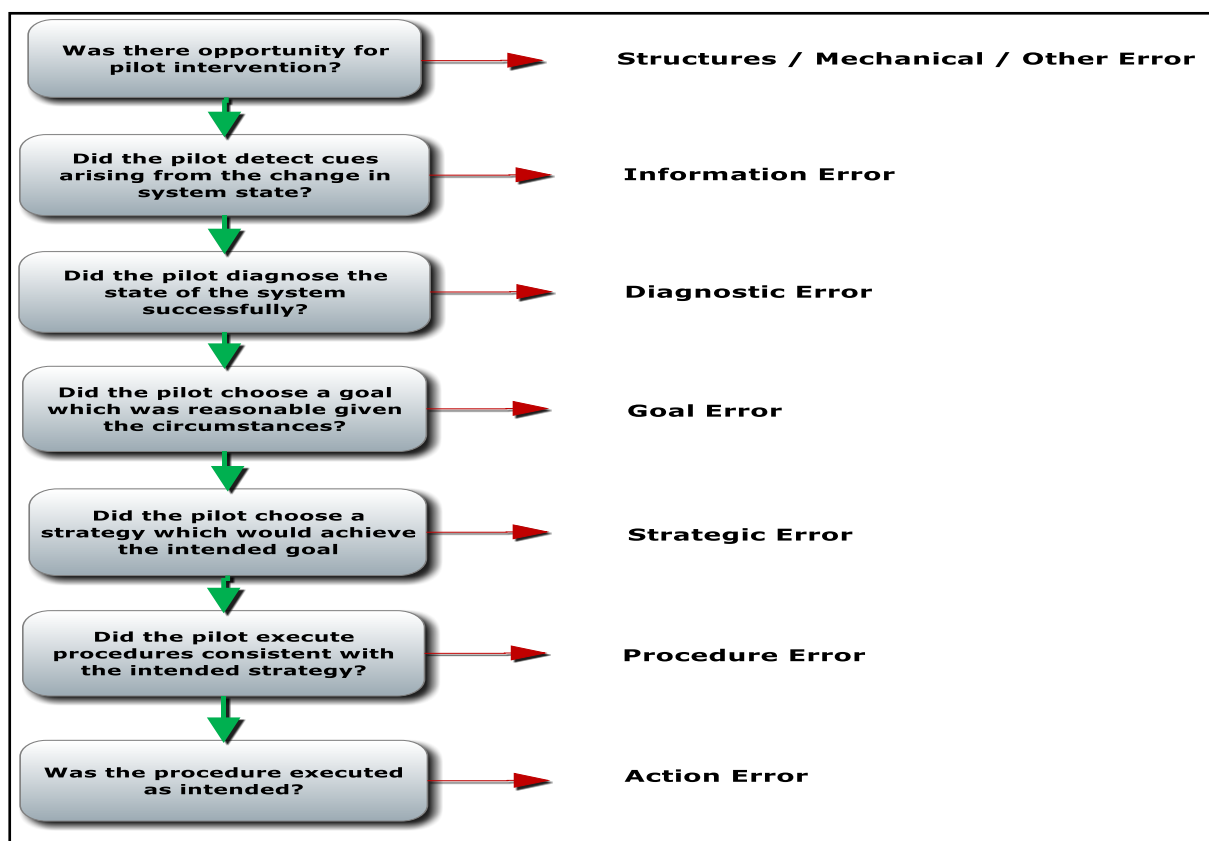 Was there opportunity for
pilot intervention?
Structures / Mechanical / Other Error
Did the pilot detect cues
arising from the change in
system state?
Information Error
Did the pilot diagnose the
state of the system
successfully?
Diagnostic Error
Did the pilot choose a goal
which was reasonable given
the circumstances?
Goal Error
Did the pilot choose a
strategy which would achieve
the intended goal
Strategic Error
Did the pilot execute
procedures consistent with
the intended strategy?
Procedure Error
Was the procedure executed
as intended?
Action Error